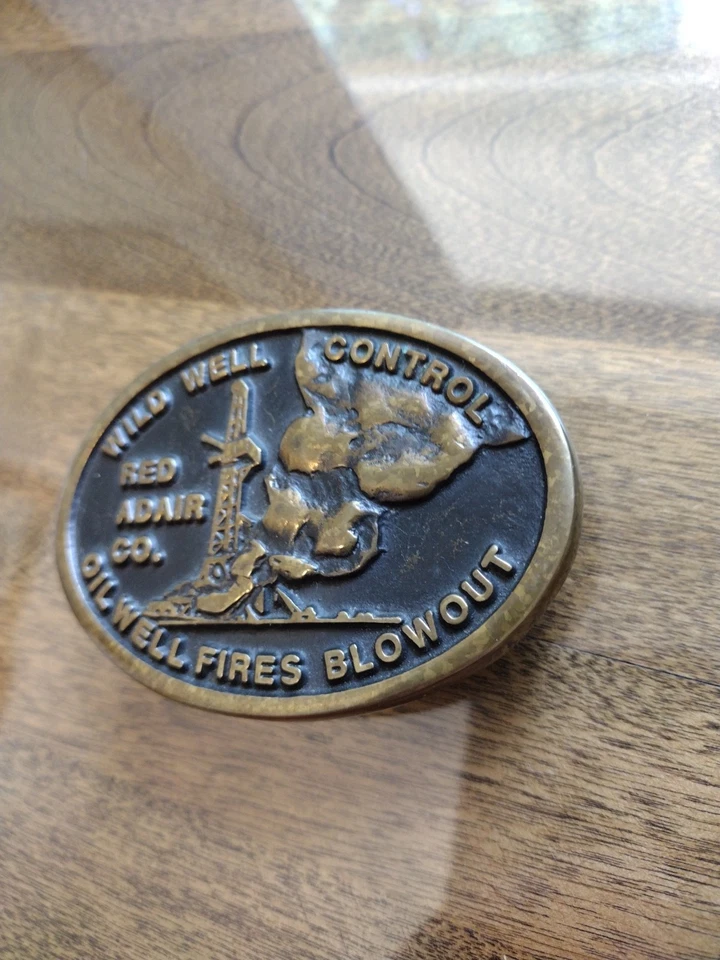 WILD WELL CONTROL
RED
ADAIR
CO.
OIL WELL FIRES BLOWOUT